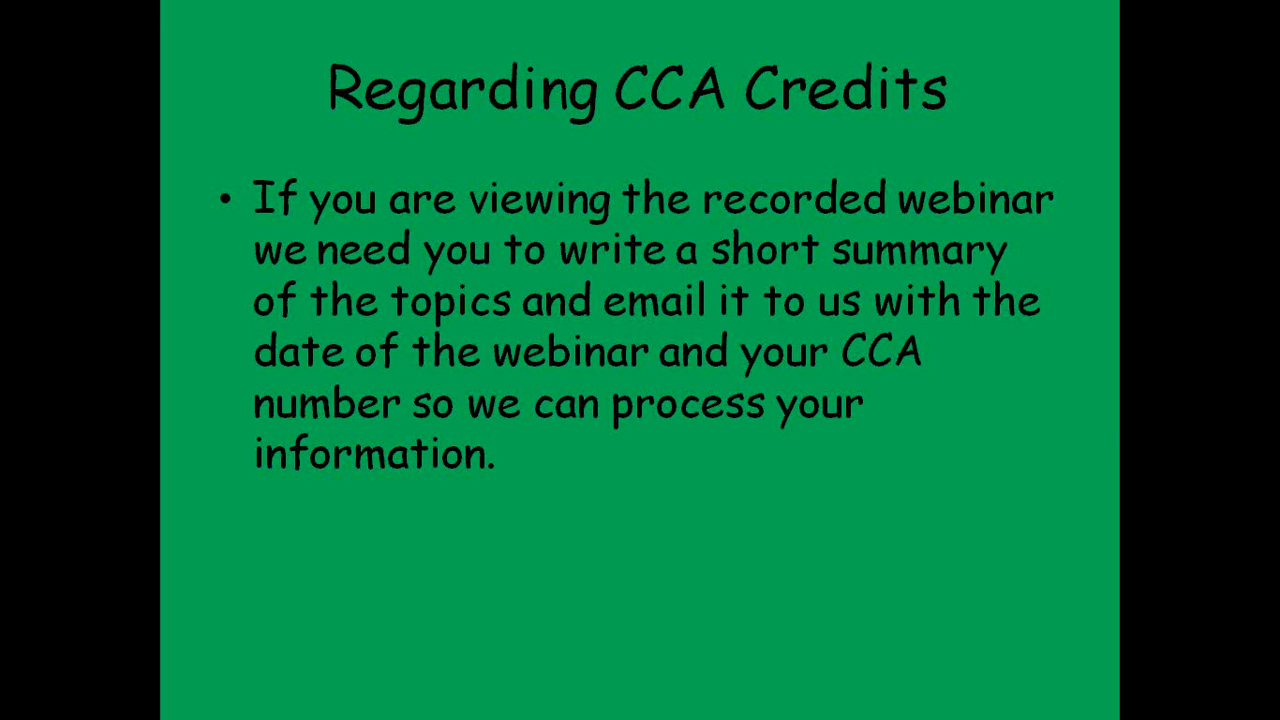 Regarding CCA Credits
• If you are viewing the recorded webinar
we need you to write a short summary
of the topics and email it to us with the
date of the webinar and your CCA
number so we can process your
information.